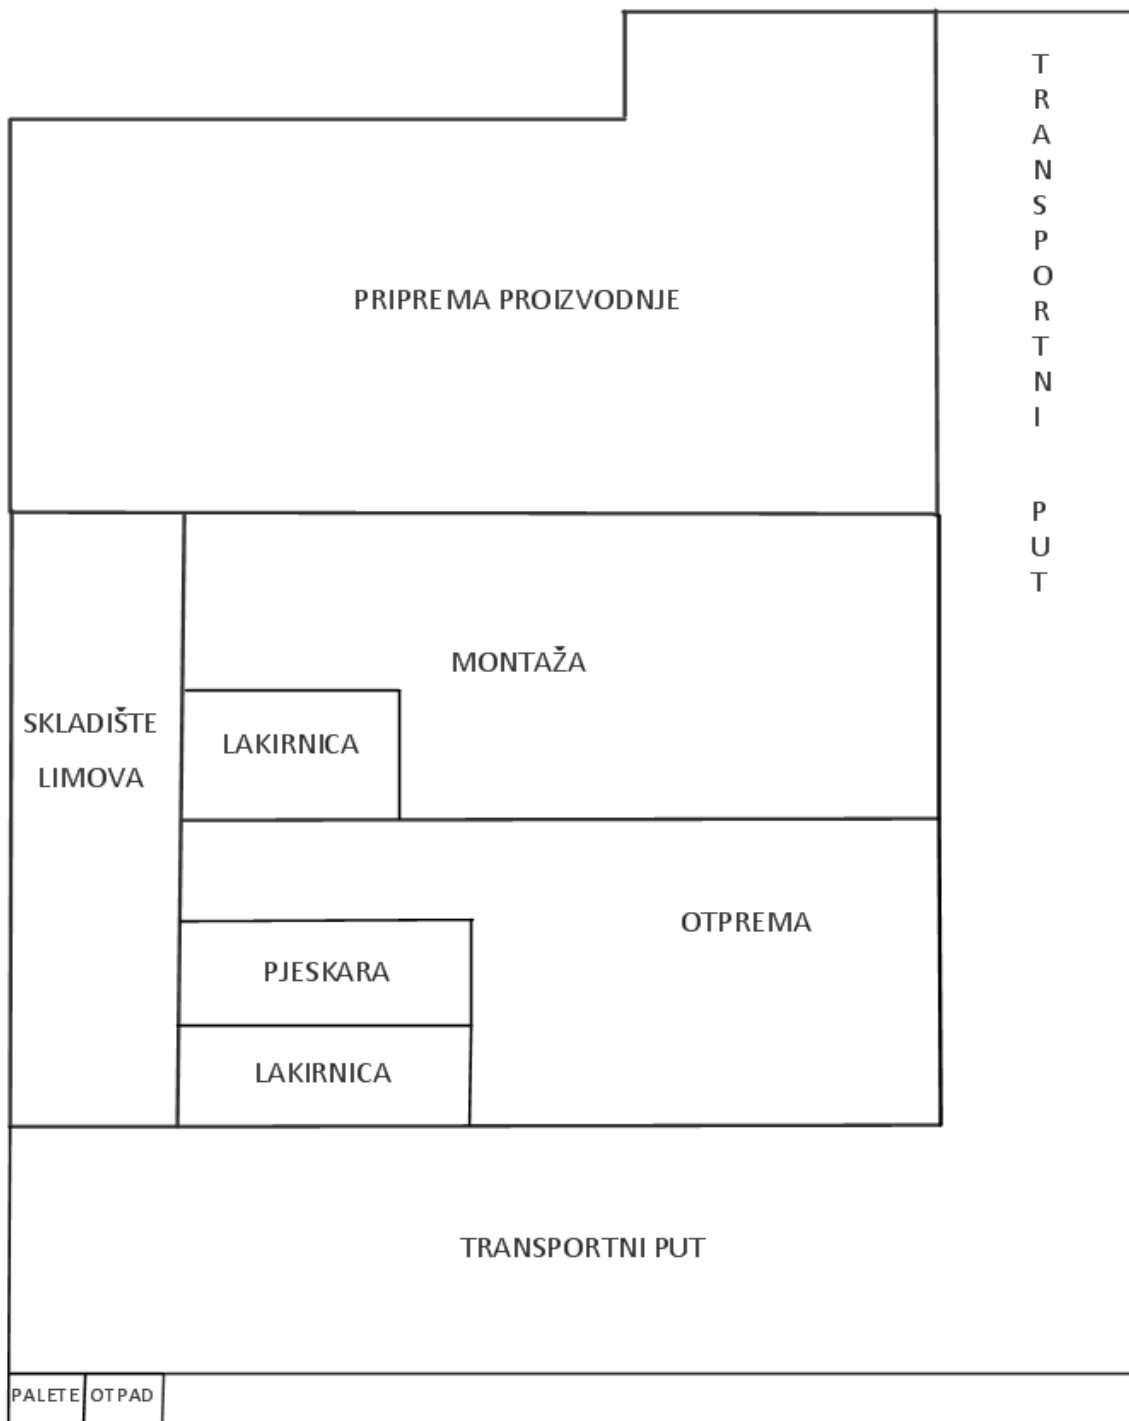 T
R
A
N
S
P
O
R
T
N
I
P
U
T
PRIPREMA PROIZVODNJE
MONTAŽA
SKLADIŠTE
LIMOVA
LAKIRNICA
OTPREMA
PJESKARA
LAKIRNICA
TRANSPORTNI PUT
PALETE
OTPAD